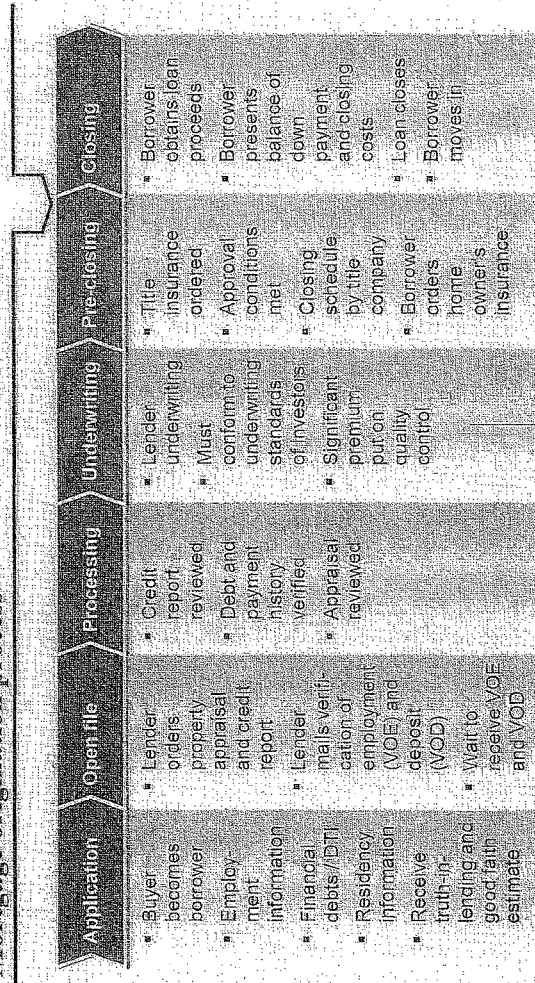 Application
Buyer
becomes
borrower
Employ-
ment
information
Financial
debts /DTI
Residency
information
Receive
truth-in-
lending and
good faith
estimate
Open file
Lender
orders
property
appraisal
and credit
report
Lender
mails verifi-
cation of
employment
(VOE) and
deposit
(VOD)
Wait to
receive VOE
and VOD
Processing
Credit
report
reviewed
Debt and
payment
history
verified
Appraisal
reviewed
Underwriting
Lender
underwriting
Must
conform to
underwriting
standards
of investors
Significant
premium
put on
quality
control
Pre-closing
Title
insurance
ordered
Approval
conditions
met
Closing
schedule
by title
company
Borrower
orders
home
owner's
insurance
Closing
Borrower
obtains loan
proceeds
Borrower
presents
balance of
down
payment
and closing
costs
Loan closes
Borrower
moves in